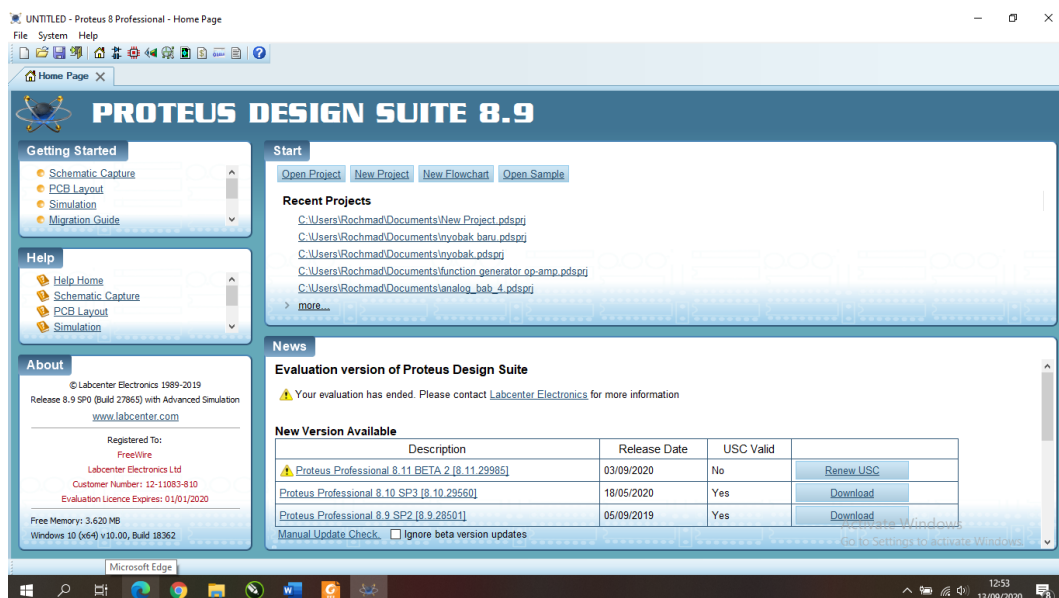 UNTITLED - Proteus 8 Professional - Home Page
File System Help
Home Page
PROTEUS DESIGN SUITE 8.9
Getting Started
Schematic Capture
PCB Layout
Simulation
Migration Guide
Help
Help Home
Schematic Capture
PCB Layout
Simulation
About
© Labcenter Electronics 1989-2019
Release 8.9 SP0 (Build 27865) with Advanced Simulation
www.labcenter.com
Registered To:
FreeWire
Labcenter Electronics Ltd
Customer Number: 12-11083-810
Evaluation Licence Expires: 01/01/2020
Free Memory: 3.620 MB
Windows 10 (x64) v10.00, Build 18362
Start
Open Project New Project New Flowchart Open Sample
Recent Projects
C:\Users\Rochmad\Documents\New Project.pdsprj
C:\Users\Rochmad\Documents\nyobak baru.pdsprj
C:\Users\Rochmad\Documents\nyobak.pdsprj
C:\Users\Rochmad\Documents\function generator op-amp.pdsprj
C:\Users\Rochmad\Documents\analog_bab_4.pdsprj
more...
News
Evaluation version of Proteus Design Suite
Your evaluation has ended. Please contact Labcenter Electronics for more information
New Version Available
Description Release Date USC Valid
Proteus Professional 8.11 BETA 2 [8.11.29985] 03/09/2020 No Renew USC
Proteus Professional 8.10 SP3 [8.10.29560] 18/05/2020 Yes Download
Proteus Professional 8.9 SP2 [8.9.28501] 05/09/2019 Yes Download
Manual Update Check. Ignore beta version updates
Activate Windows
Go to Settings to activate Windows.
Microsoft Edge
12:53
13/09/2020